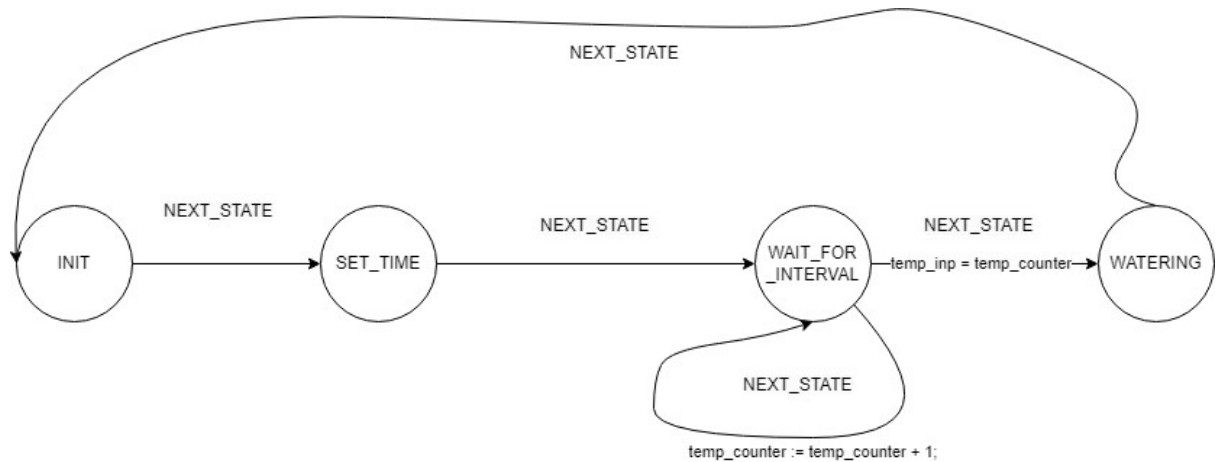 NEXT_STATE
NEXT_STATE
NEXT_STATE
NEXT_STATE
INIT
SET_TIME
WAIT_FOR
_INTERVAL
temp_inp = temp_counter
WATERING
NEXT_STATE
temp_counter := temp_counter + 1;